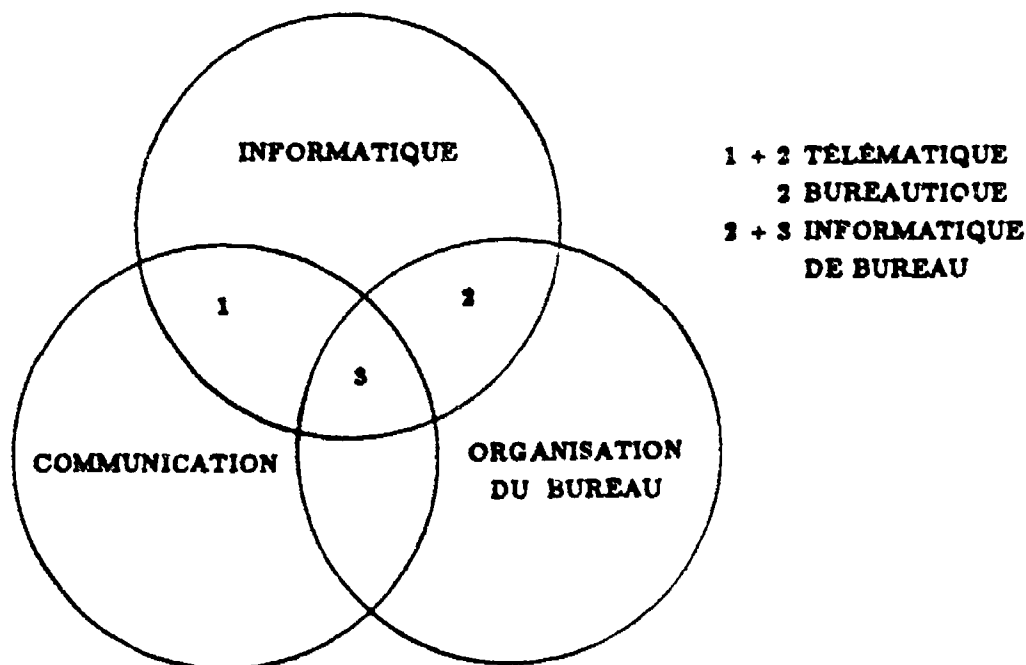 INFORMATIQUE
1 + 2 TÉLÉMATIQUE
2 BUREAUTIQUE
2 + 3 INFORMATIQUE
DE BUREAU
1
2
3
COMMUNICATION
ORGANISATION
DU BUREAU